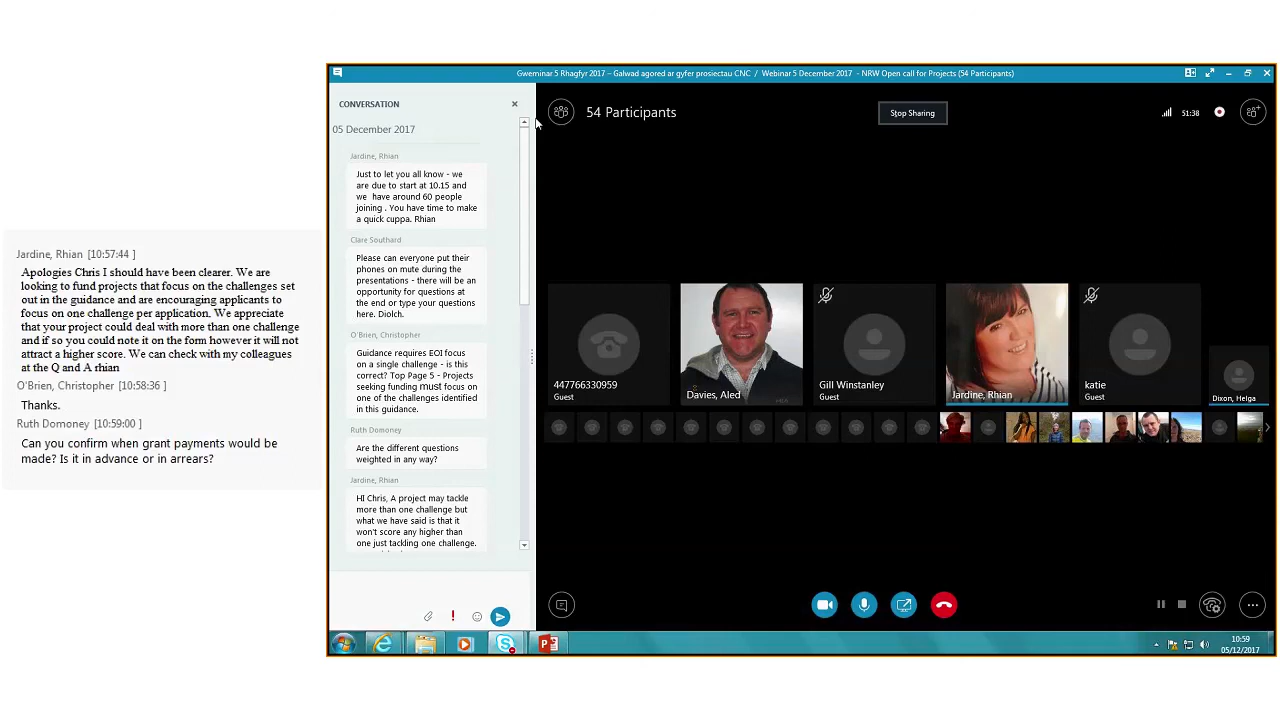 Gweminar 5 Rhagfyr 2017 – Galwad agored ar gyfer prosiectau CNC / Webinar 5 December 2017 - NRW Open call for Projects (54 Participants)
CONVERSATION
05 December 2017
Jardine, Rhian
Just to let you all know - we
are due to start at 10.15 and
we have around 60 people
joining . You have time to make
a quick cuppa. Rhian
Clare Southard
Please can everyone put their
phones on mute during the
presentations - there will be an
opportunity for questions at
the end or type your questions
here. Diolch.
O'Brien, Christopher
Guidance requires EOI focus
on a single challenge - is this
correct? Top Page 5 - Projects
seeking funding must focus on
one of the challenges identified
in this guidance.
Ruth Domoney
Are the different questions
weighted in any way?
Jardine, Rhian
HI Chris, A project may tackle
more than one challenge but
what we have said is that it
won't score any higher than
one just tackling one challenge.
54 Participants
Stop Sharing
51:38
447766330959
Guest
Davies, Aled
Gill Winstanley
Guest
Jardine, Rhian
katie
Guest
Dixon, Helga
10:59
05/12/2017
Jardine, Rhian [10:57:44 ]
Apologies Chris I should have been clearer. We are
looking to fund projects that focus on the challenges set
out in the guidance and are encouraging applicants to
focus on one challenge per application. We appreciate
that your project could deal with more than one challenge
and if so you could note it on the form however it will not
attract a higher score. We can check with my colleagues
at the Q and A rhian
O'Brien, Christopher [10:58:36 ]
Thanks.
Ruth Domoney [10:59:00 ]
Can you confirm when grant payments would be
made? Is it in advance or in arrears?